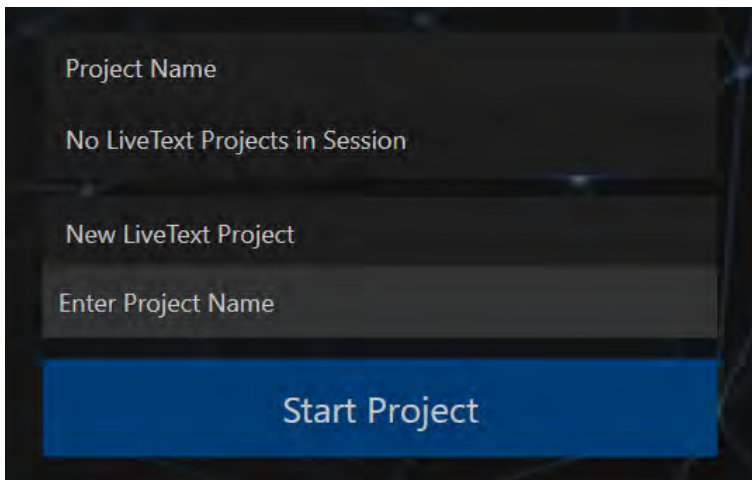 Project Name
No LiveText Projects in Session
New LiveText Project
Enter Project Name
Start Project